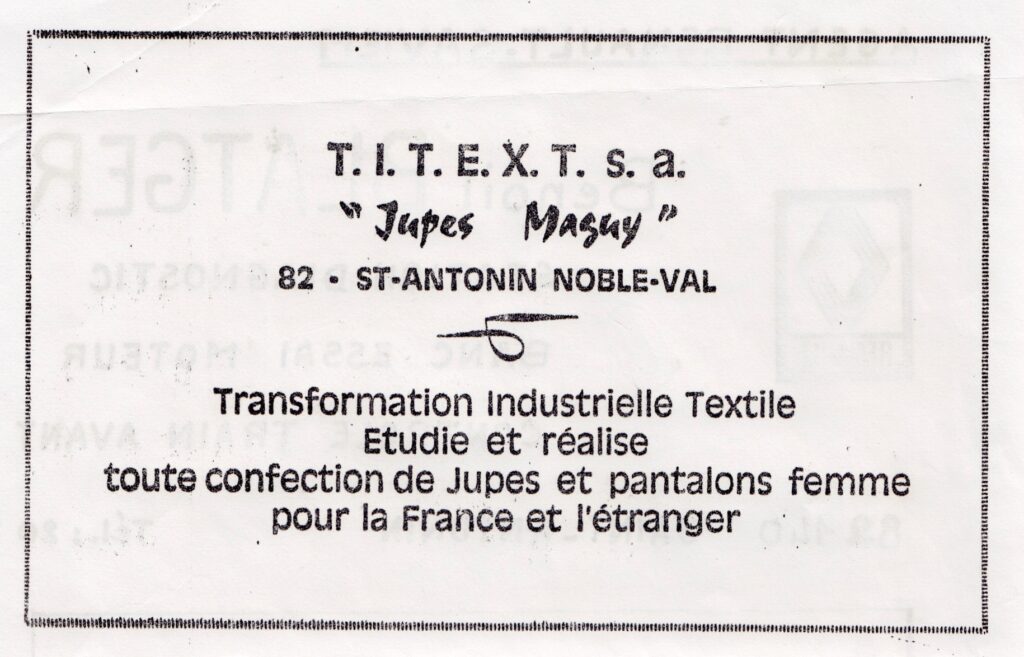 T. I. T. E. X. T. s. a.
" Jupes Maguy "
82 • ST-ANTONIN NOBLE-VAL
Transformation Industrielle Textile
Etudie et réalise
toute confection de Jupes et pantalons femme
pour la France et l'étranger